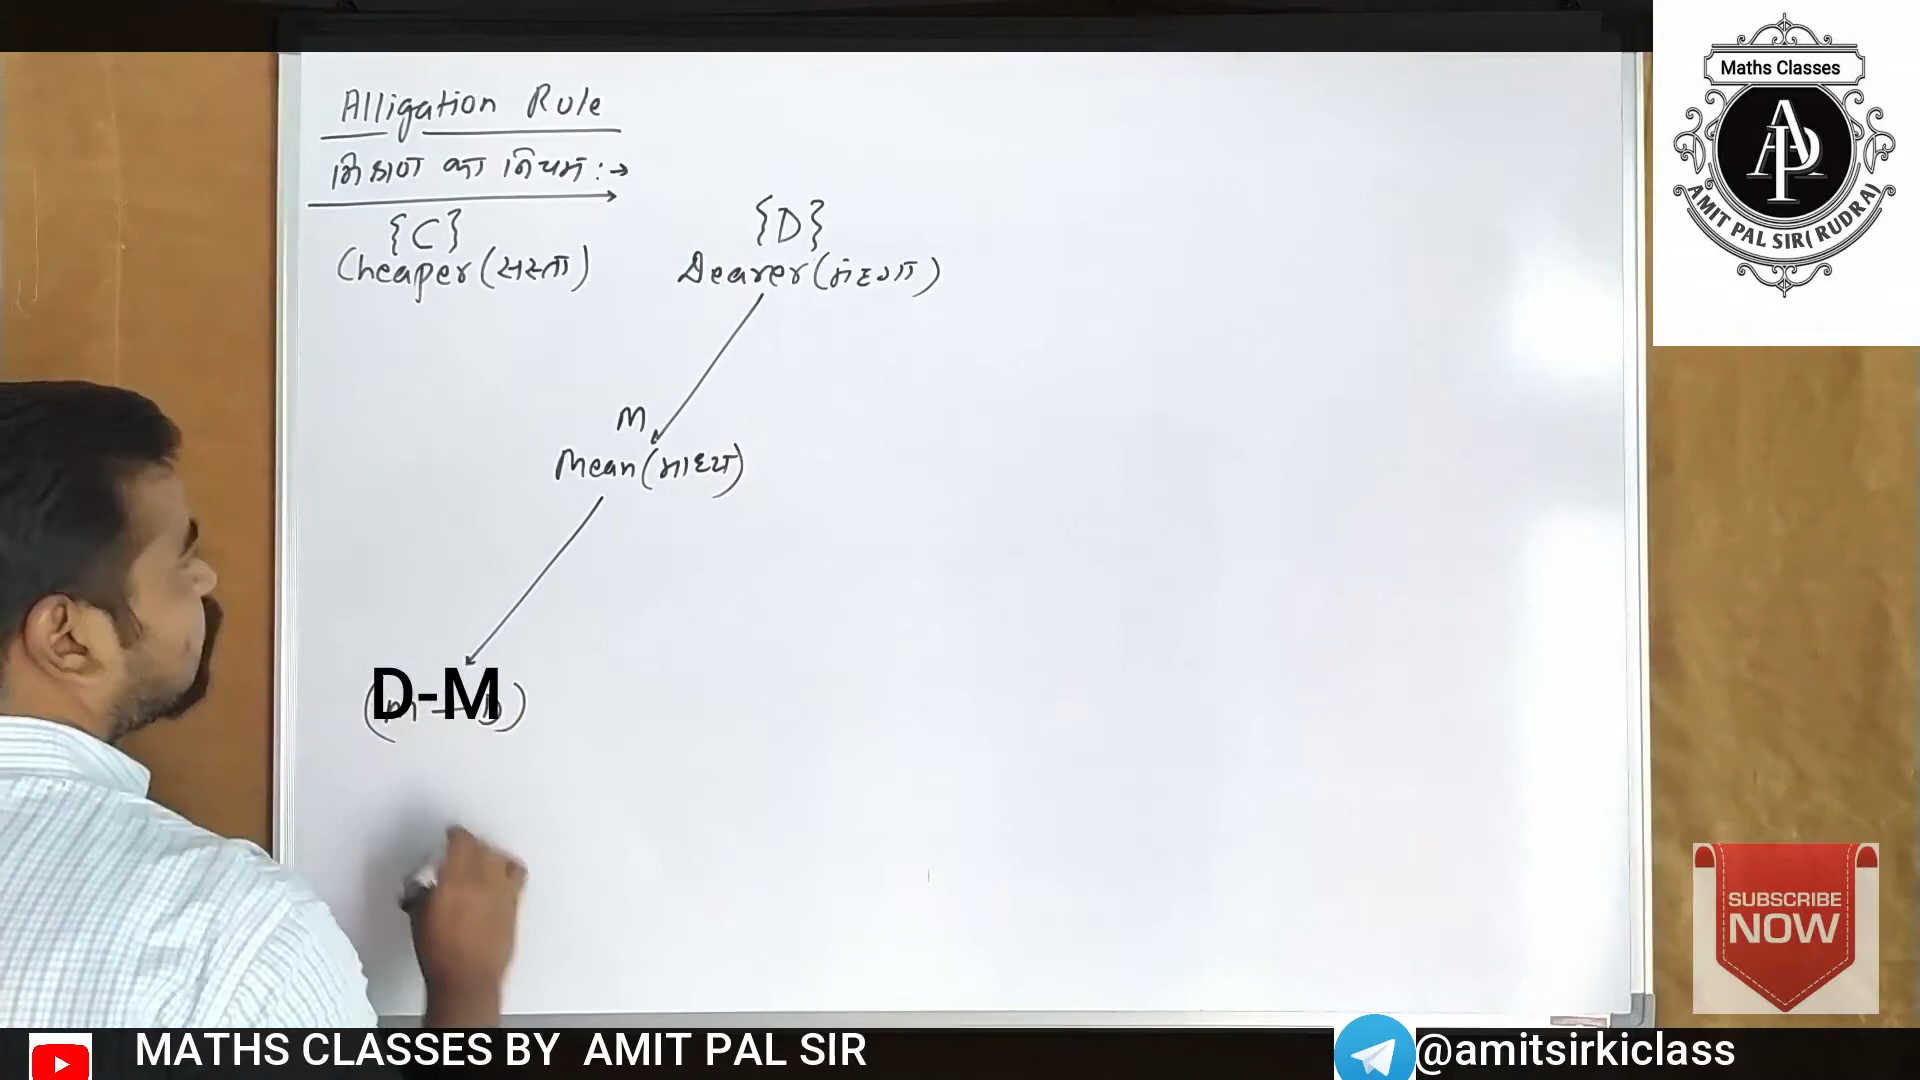 Alligation Rule
मिश्रण का नियम :→
{C}
{D}
Cheaper (सस्ता)
Dearer (मंहगा)
M
Mean (माध्य)
D-M
(m - D)
Maths Classes
AP
AMIT PAL SIR( RUDRA)
SUBSCRIBE
NOW
MATHS CLASSES BY AMIT PAL SIR
@amitsirkiclass